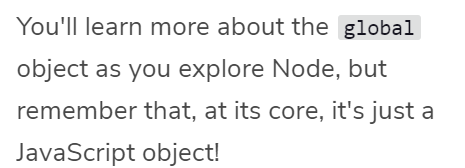 You'll learn more about the global
object as you explore Node, but
remember that, at its core, it's just a
JavaScript object!